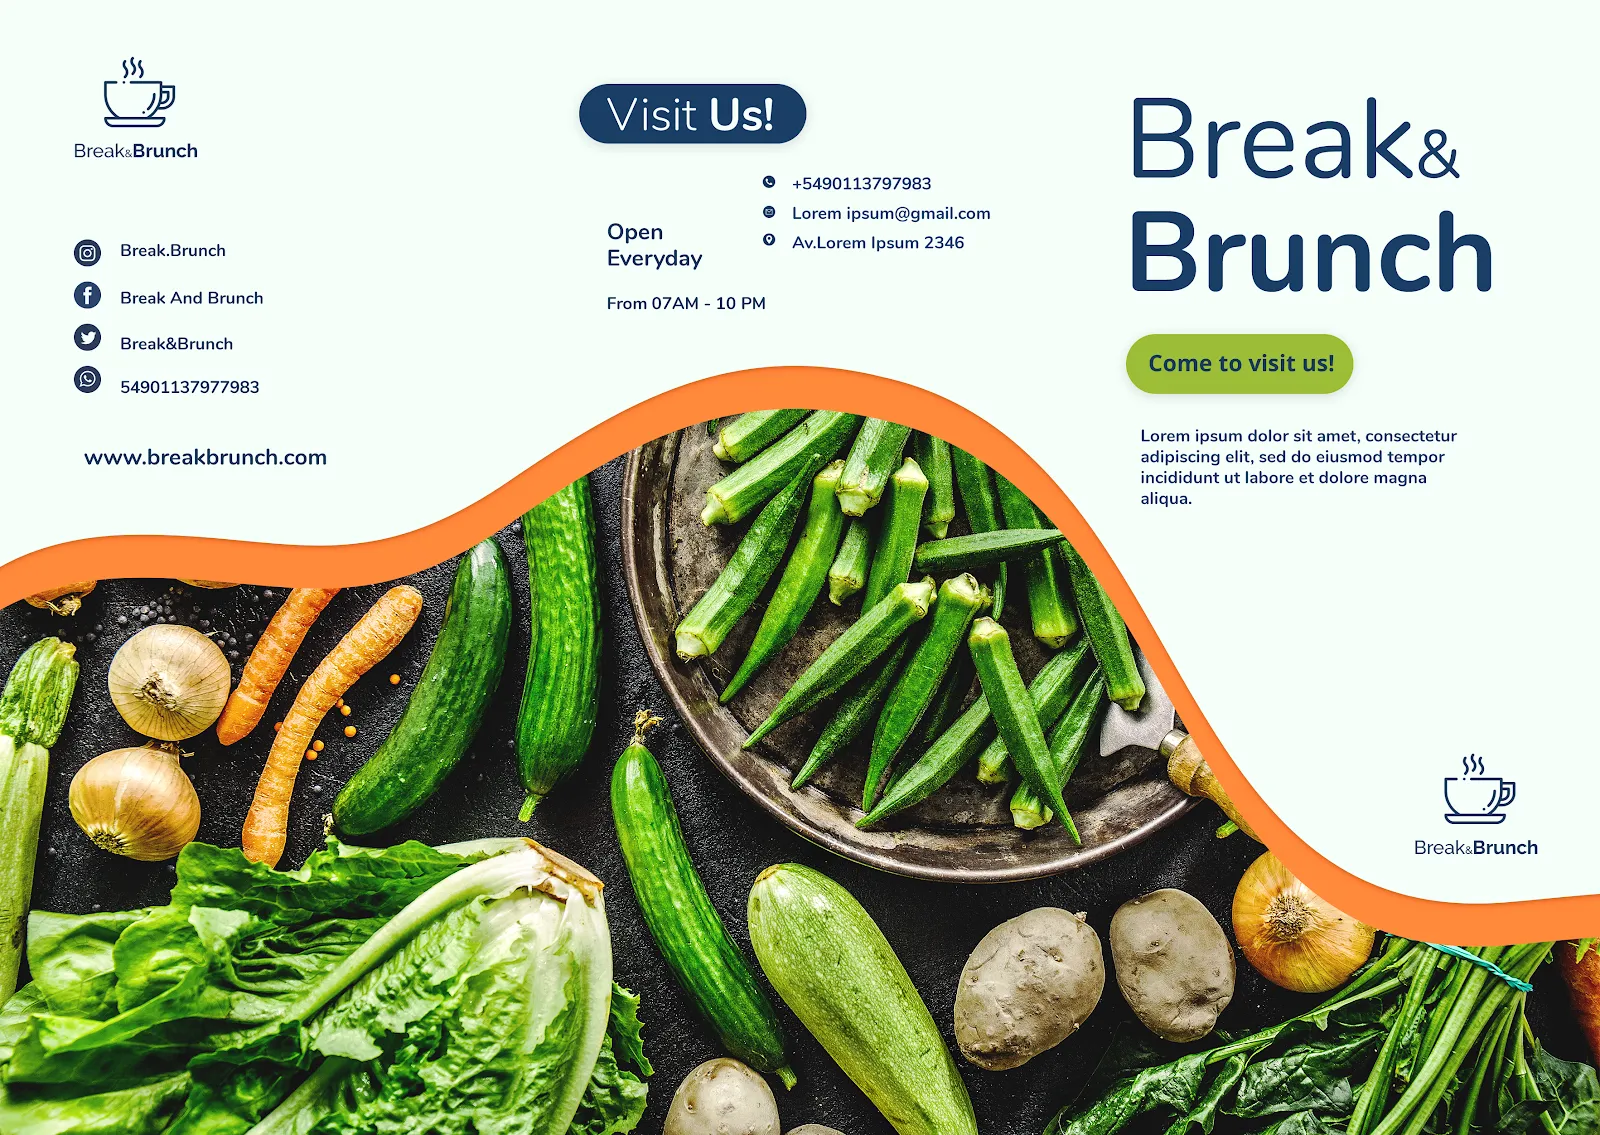 Break&Brunch
Break.Brunch
Break And Brunch
Break&Brunch
54901137977983
www.breakbrunch.com
Visit Us!
Open
Everyday
From 07AM - 10 PM
+5490113797983
Lorem ipsum@gmail.com
Av.Lorem Ipsum 2346
Break&
Brunch
Come to visit us!
Lorem ipsum dolor sit amet, consectetur
adipiscing elit, sed do eiusmod tempor
incididunt ut labore et dolore magna
aliqua.
Break&Brunch